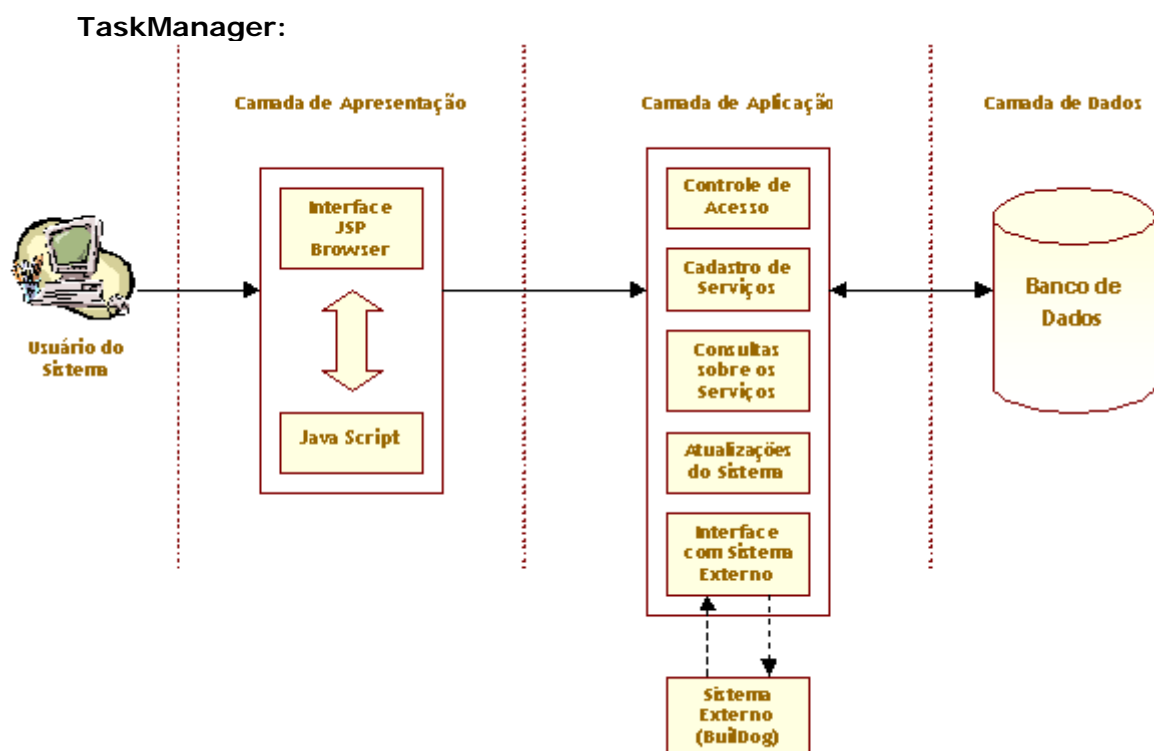 TaskManager:
Camada de Apresentação
Camada de Aplicação
Camada de Dados
Usuário do
Sistema
Interface
JSP
Browser
Java Script
Controle de
Acesso
Cadastro de
Serviços
Consultas
sobre os
Serviços
Atualizações
do Sistema
Interface
com Sistema
Externo
Sistema
Externo
(BuilDog)
Banco de
Dados